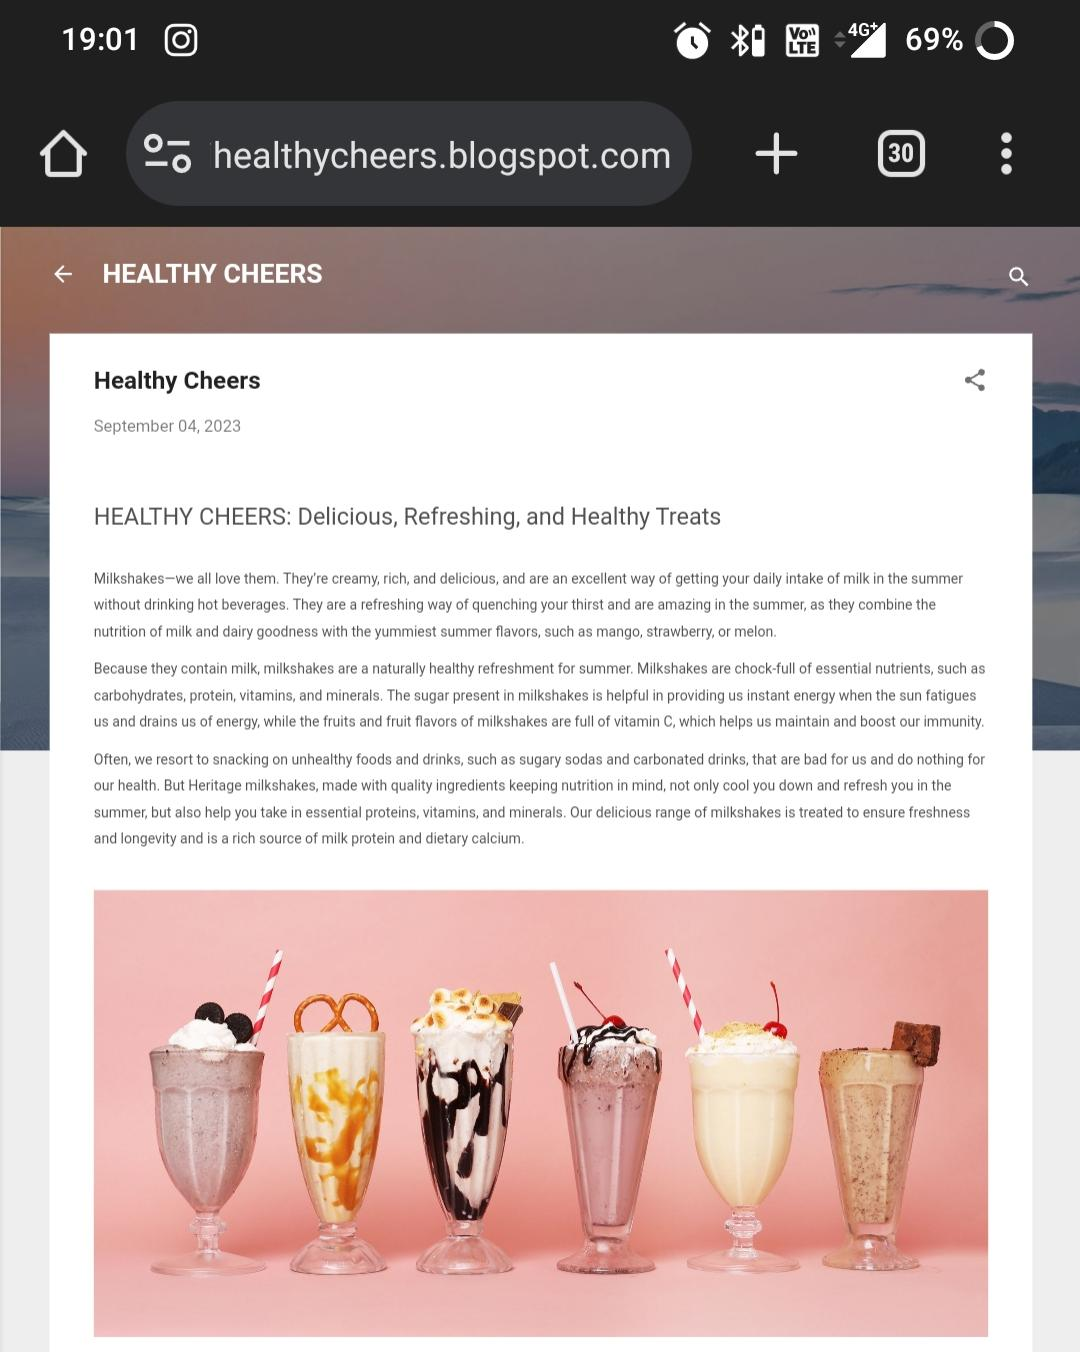 19:01
Vo)) LTE
4G+
69%
healthycheers.blogspot.com
30
HEALTHY CHEERS
Healthy Cheers
September 04, 2023
HEALTHY CHEERS: Delicious, Refreshing, and Healthy Treats
Milkshakes—we all love them. They're creamy, rich, and delicious, and are an excellent way of getting your daily intake of milk in the summer
without drinking hot beverages. They are a refreshing way of quenching your thirst and are amazing in the summer, as they combine the
nutrition of milk and dairy goodness with the yummiest summer flavors, such as mango, strawberry, or melon.
Because they contain milk, milkshakes are a naturally healthy refreshment for summer. Milkshakes are chock-full of essential nutrients, such as
carbohydrates, protein, vitamins, and minerals. The sugar present in milkshakes is helpful in providing us instant energy when the sun fatigues
us and drains us of energy, while the fruits and fruit flavors of milkshakes are full of vitamin C, which helps us maintain and boost our immunity.
Often, we resort to snacking on unhealthy foods and drinks, such as sugary sodas and carbonated drinks, that are bad for us and do nothing for
our health. But Heritage milkshakes, made with quality ingredients keeping nutrition in mind, not only cool you down and refresh you in the
summer, but also help you take in essential proteins, vitamins, and minerals. Our delicious range of milkshakes is treated to ensure freshness
and longevity and is a rich source of milk protein and dietary calcium.